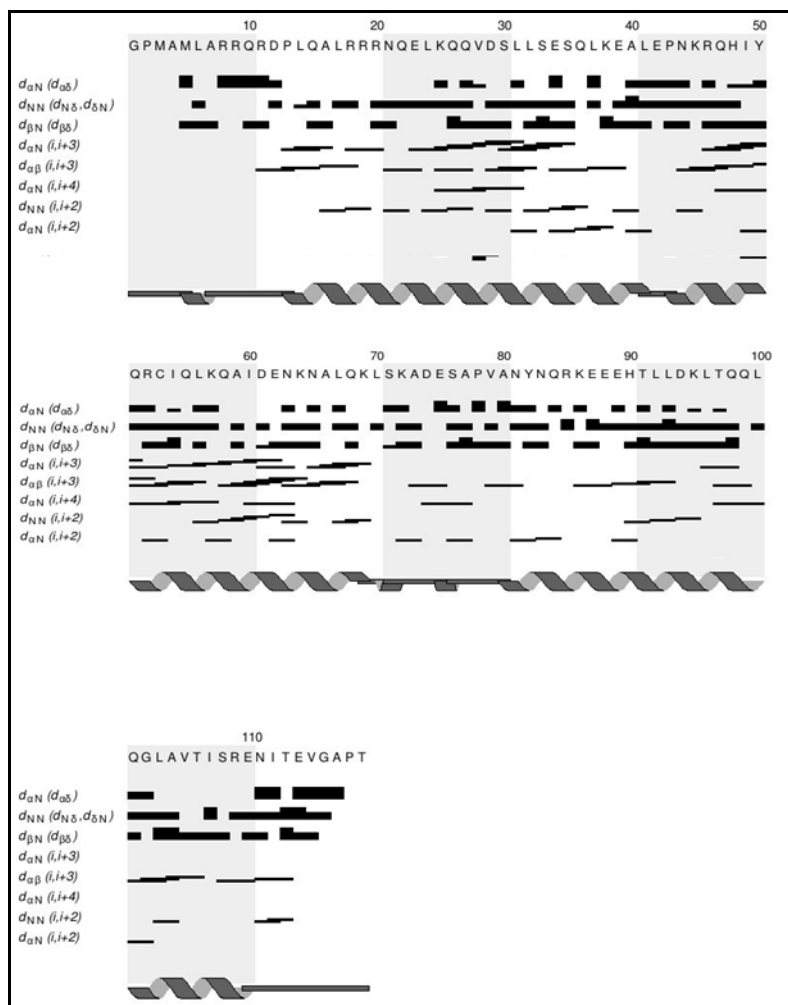 10 20 30 40 50
GPMAMLARRQRDPLQALRRRNQELKQQVDSLLSESQLKEALEPNKRQHIY
dαN (dαδ)
dNN (dNδ,dδN)
dβN (dβδ)
dαN (i,i+3)
dαβ (i,i+3)
dαN (i,i+4)
dNN (i,i+2)
dαN (i,i+2)
60 70 80 90 100
QRCIQLKQAIDENKNALQKLSKADESAPVANYNQRKEEEHTLLDKLTQQL
dαN (dαδ)
dNN (dNδ,dδN)
dβN (dβδ)
dαN (i,i+3)
dαβ (i,i+3)
dαN (i,i+4)
dNN (i,i+2)
dαN (i,i+2)
110
QGLAVTISRENITEVGAPT
dαN (dαδ)
dNN (dNδ,dδN)
dβN (dβδ)
dαN (i,i+3)
dαβ (i,i+3)
dαN (i,i+4)
dNN (i,i+2)
dαN (i,i+2)